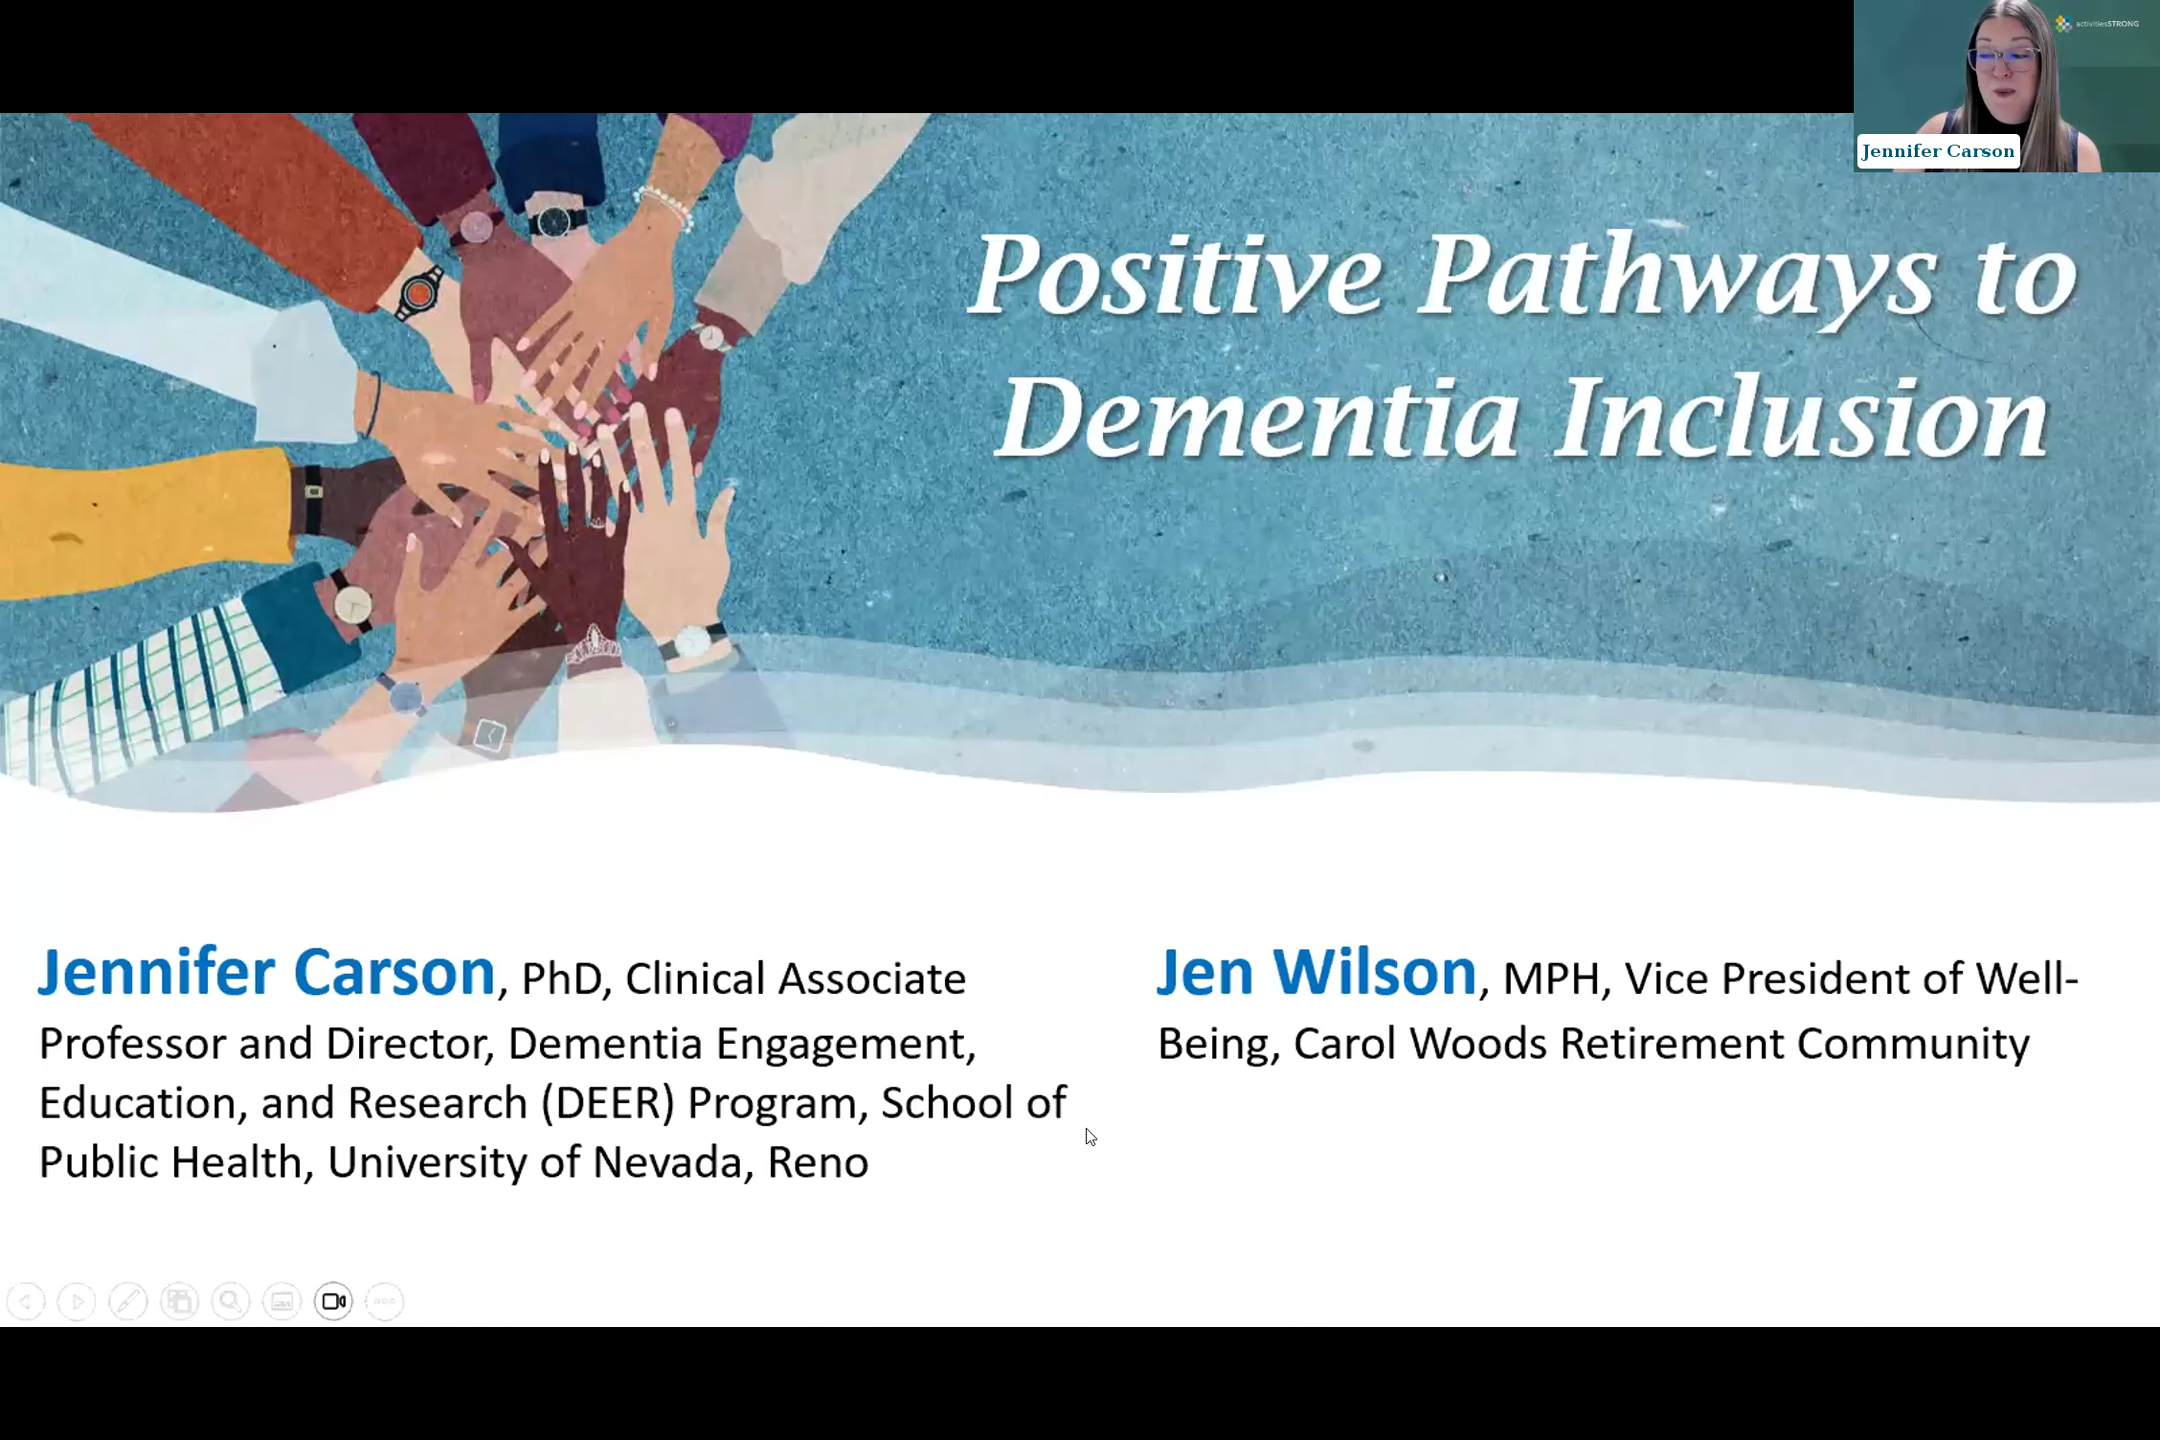 activitiesSTRONG
Jennifer Carson
Positive Pathways to
Dementia Inclusion
Jennifer Carson, PhD, Clinical Associate
Professor and Director, Dementia Engagement,
Education, and Research (DEER) Program, School of
Public Health, University of Nevada, Reno
Jen Wilson, MPH, Vice President of Well-
Being, Carol Woods Retirement Community